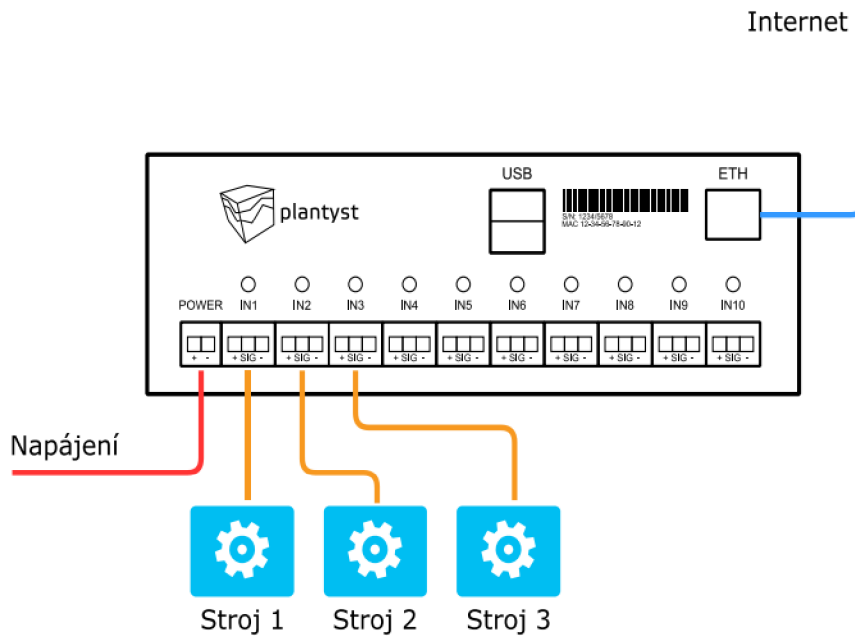 Internet
USB
ETH
plantyst
S/N: 12345678
MAC 12-34-56-78-90-12
POWER IN1 IN2 IN3 IN4 IN5 IN6 IN7 IN8 IN9 IN10
+ - + SIG - + SIG - + SIG - + SIG - + SIG - + SIG - + SIG - + SIG - + SIG - + SIG -
Napájení
Stroj 1 Stroj 2 Stroj 3